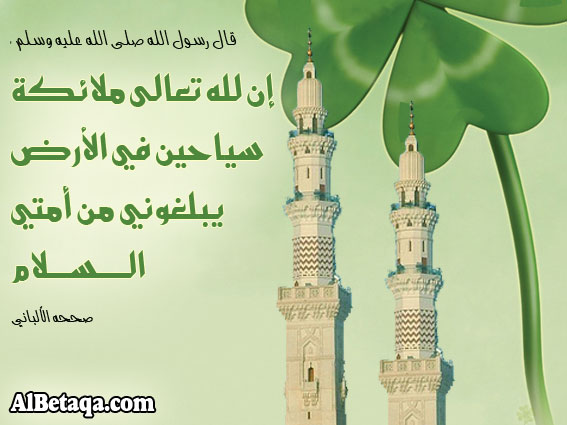 قال رسول الله صلى الله عليه وسلم :
إن لله تعالى ملائكة
سياحين في الأرض
يبلغوني من أمتي
الـســلام
صححه الألباني
AlBetaqa.com